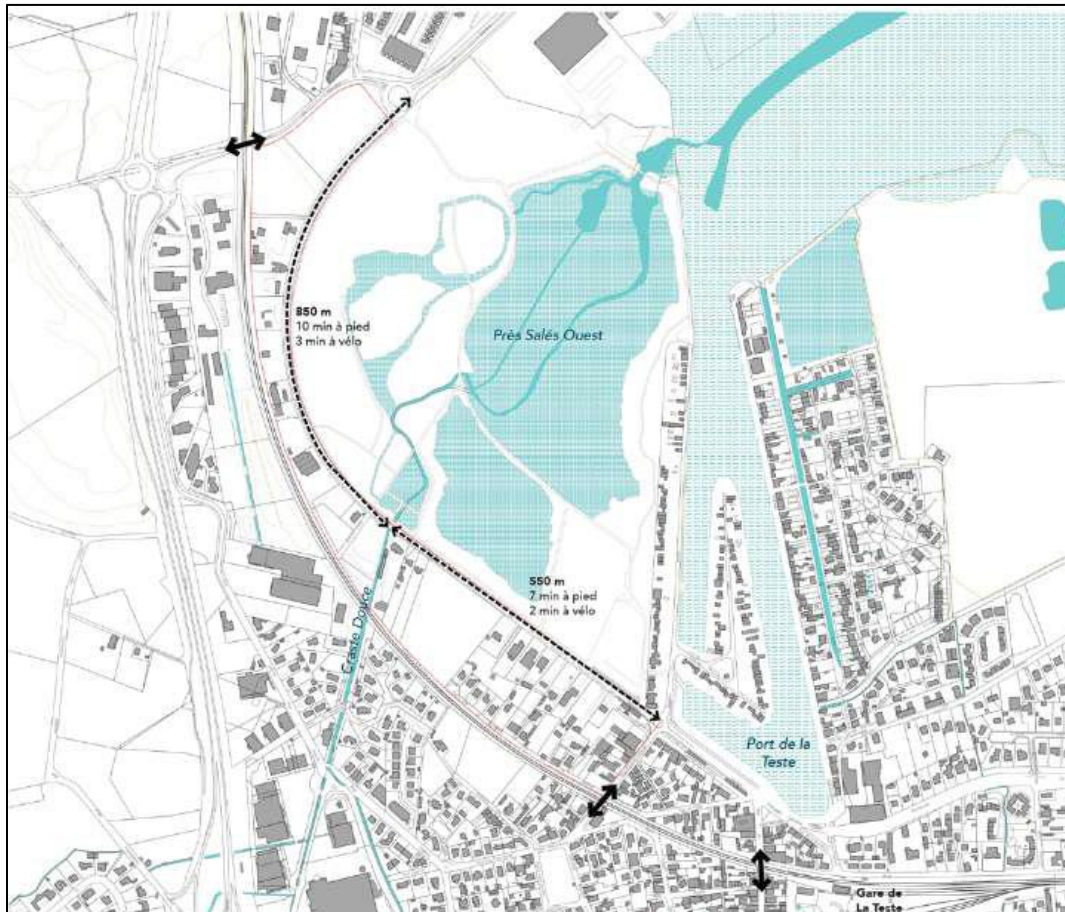 Près Salés Ouest
850 m
10 min à pied
3 min à vélo
550 m
7 min à pied
2 min à vélo
Craste Douce
Port de la
Teste
Gare de
La Teste